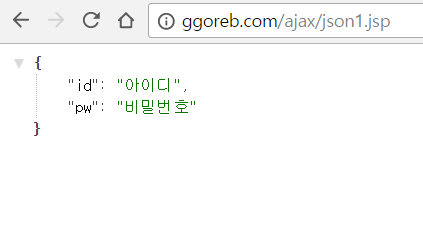 ggoreb.com/ajax/json1.jsp
{
"id": "아이디",
"pw": "비밀번호"
}